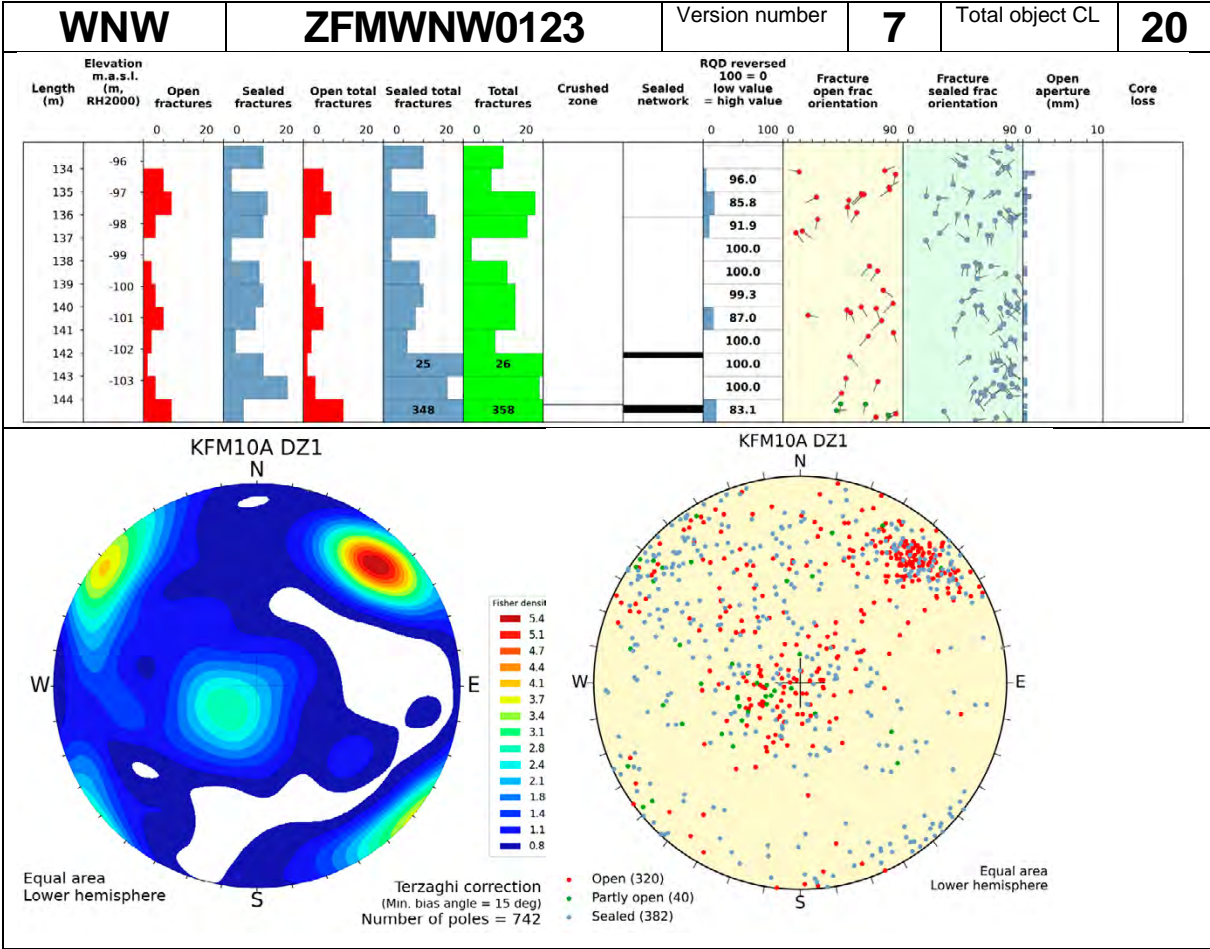 WNW ZFMWNW0123 Version number 7 Total object CL 20
Length (m)
Elevation m.a.s.l. (m, RH2000)
Open fractures
Sealed fractures
Open total fractures
Sealed total fractures
Total fractures
Crushed zone
Sealed network
RQD reversed 100 = 0 low value = high value
Fracture open frac orientation
Fracture sealed frac orientation
Open aperture (mm)
Core loss
0 20 0 20 0 20 0 20 0 20 0 100 0 90 0 90 0 10
134 -96 96.0
135 -97 85.8
136 -98 91.9
137 -99 100.0
138 100.0
139 -100 99.3
140 -101 87.0
141 100.0
142 -102 25 26 100.0
143 -103 100.0
144 348 358 83.1
KFM10A DZ1
N
W
E
S
Fisher densit
5.4
5.1
4.7
4.4
4.1
3.7
3.4
3.1
2.8
2.4
2.1
1.8
1.4
1.1
0.8
Equal area
Lower hemisphere
Terzaghi correction
(Min. bias angle = 15 deg)
Number of poles = 742
KFM10A DZ1
N
W
E
S
Open (320)
Partly open (40)
Sealed (382)
Equal area
Lower hemisphere